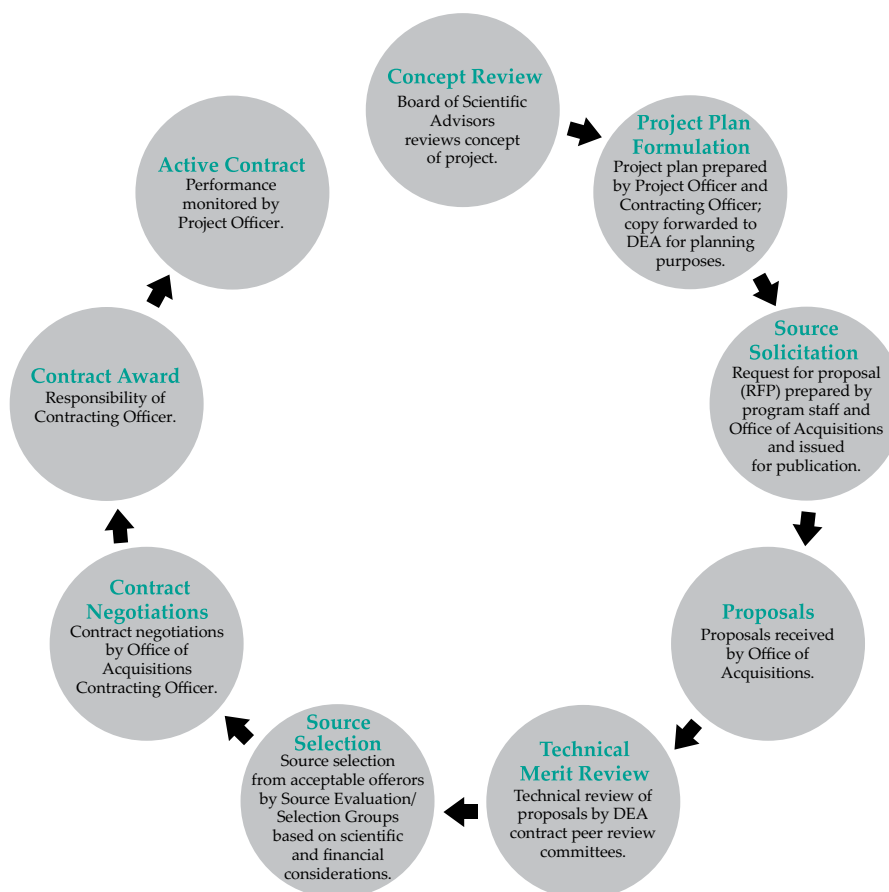 Concept Review
Board of Scientific
Advisors
reviews concept
of project.
Project Plan
Formulation
Project plan prepared
by Project Officer and
Contracting Officer;
copy forwarded to
DEA for planning
purposes.
Source
Solicitation
Request for proposal
(RFP) prepared by
program staff and
Office of Acquisitions
and issued
for publication.
Proposals
Proposals received
by Office of
Acquisitions.
Technical
Merit Review
Technical review of
proposals by DEA
contract peer review
committees.
Source
Selection
Source selection
from acceptable offerors
by Source Evaluation/
Selection Groups
based on scientific
and financial
considerations.
Contract
Negotiations
Contract negotiations
by Office of
Acquisitions
Contracting Officer.
Contract Award
Responsibility of
Contracting Officer.
Active Contract
Performance
monitored by
Project Officer.